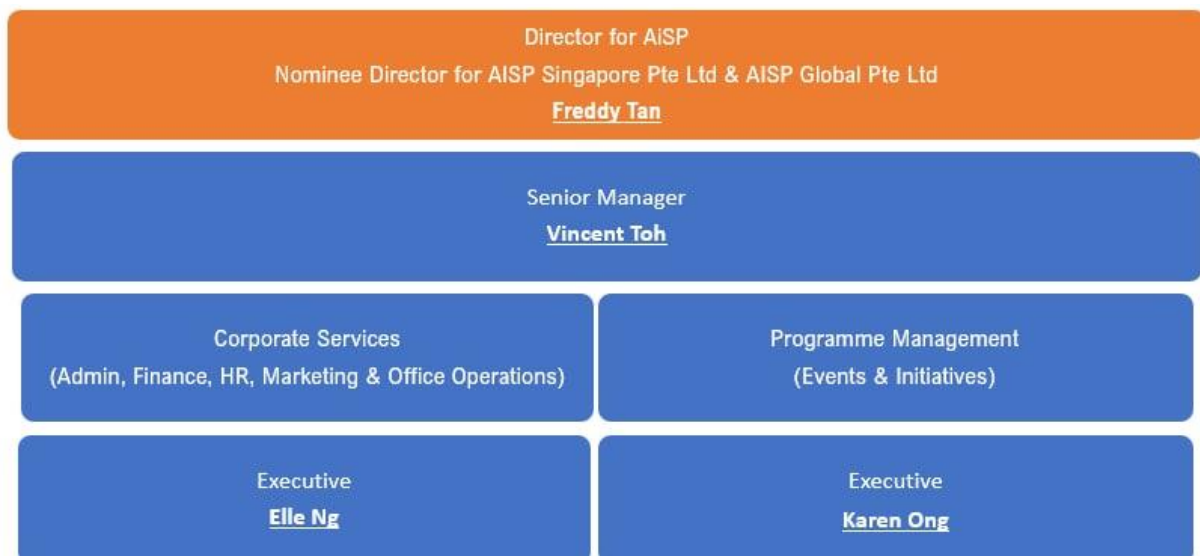 Director for AiSP
Nominee Director for AISP Singapore Pte Ltd & AISP Global Pte Ltd
Freddy Tan
Senior Manager
Vincent Toh
Corporate Services
(Admin, Finance, HR, Marketing & Office Operations)
Programme Management
(Events & Initiatives)
Executive
Elle Ng
Executive
Karen Ong